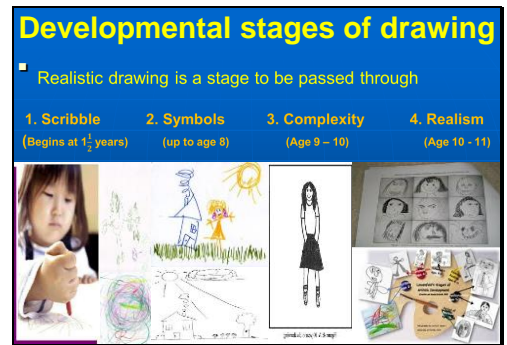 Developmental stages of drawing
Realistic drawing is a stage to be passed through
1. Scribble 2. Symbols 3. Complexity 4. Realism
(Begins at 1½ years) (up to age 8) (Age 9 – 10) (Age 10 - 11)